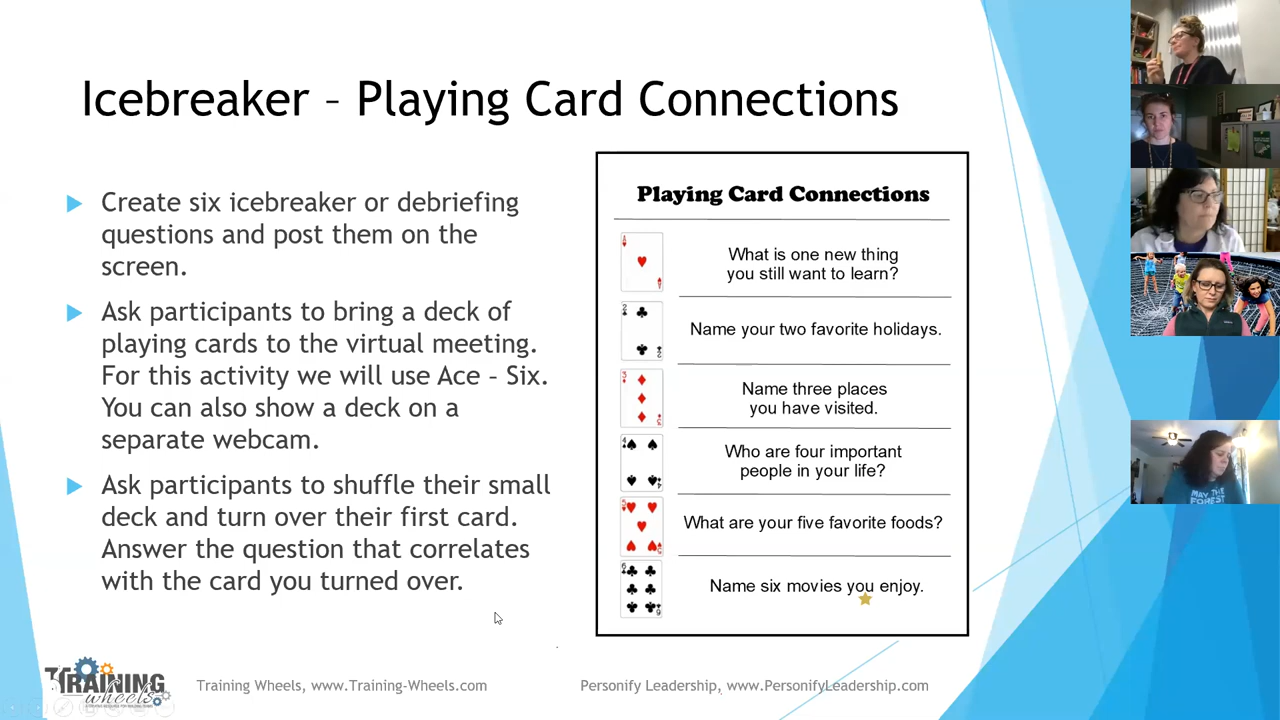 Icebreaker – Playing Card Connections
Create six icebreaker or debriefing
questions and post them on the
screen.
Ask participants to bring a deck of
playing cards to the virtual meeting.
For this activity we will use Ace – Six.
You can also show a deck on a
separate webcam.
Ask participants to shuffle their small
deck and turn over their first card.
Answer the question that correlates
with the card you turned over.
Playing Card Connections
What is one new thing
you still want to learn?
Name your two favorite holidays.
Name three places
you have visited.
Who are four important
people in your life?
What are your five favorite foods?
Name six movies you enjoy.
TRAINING
wheels
Training Wheels, www.Training-Wheels.com
Personify Leadership, www.PersonifyLeadership.com
MAY THE
FOREST